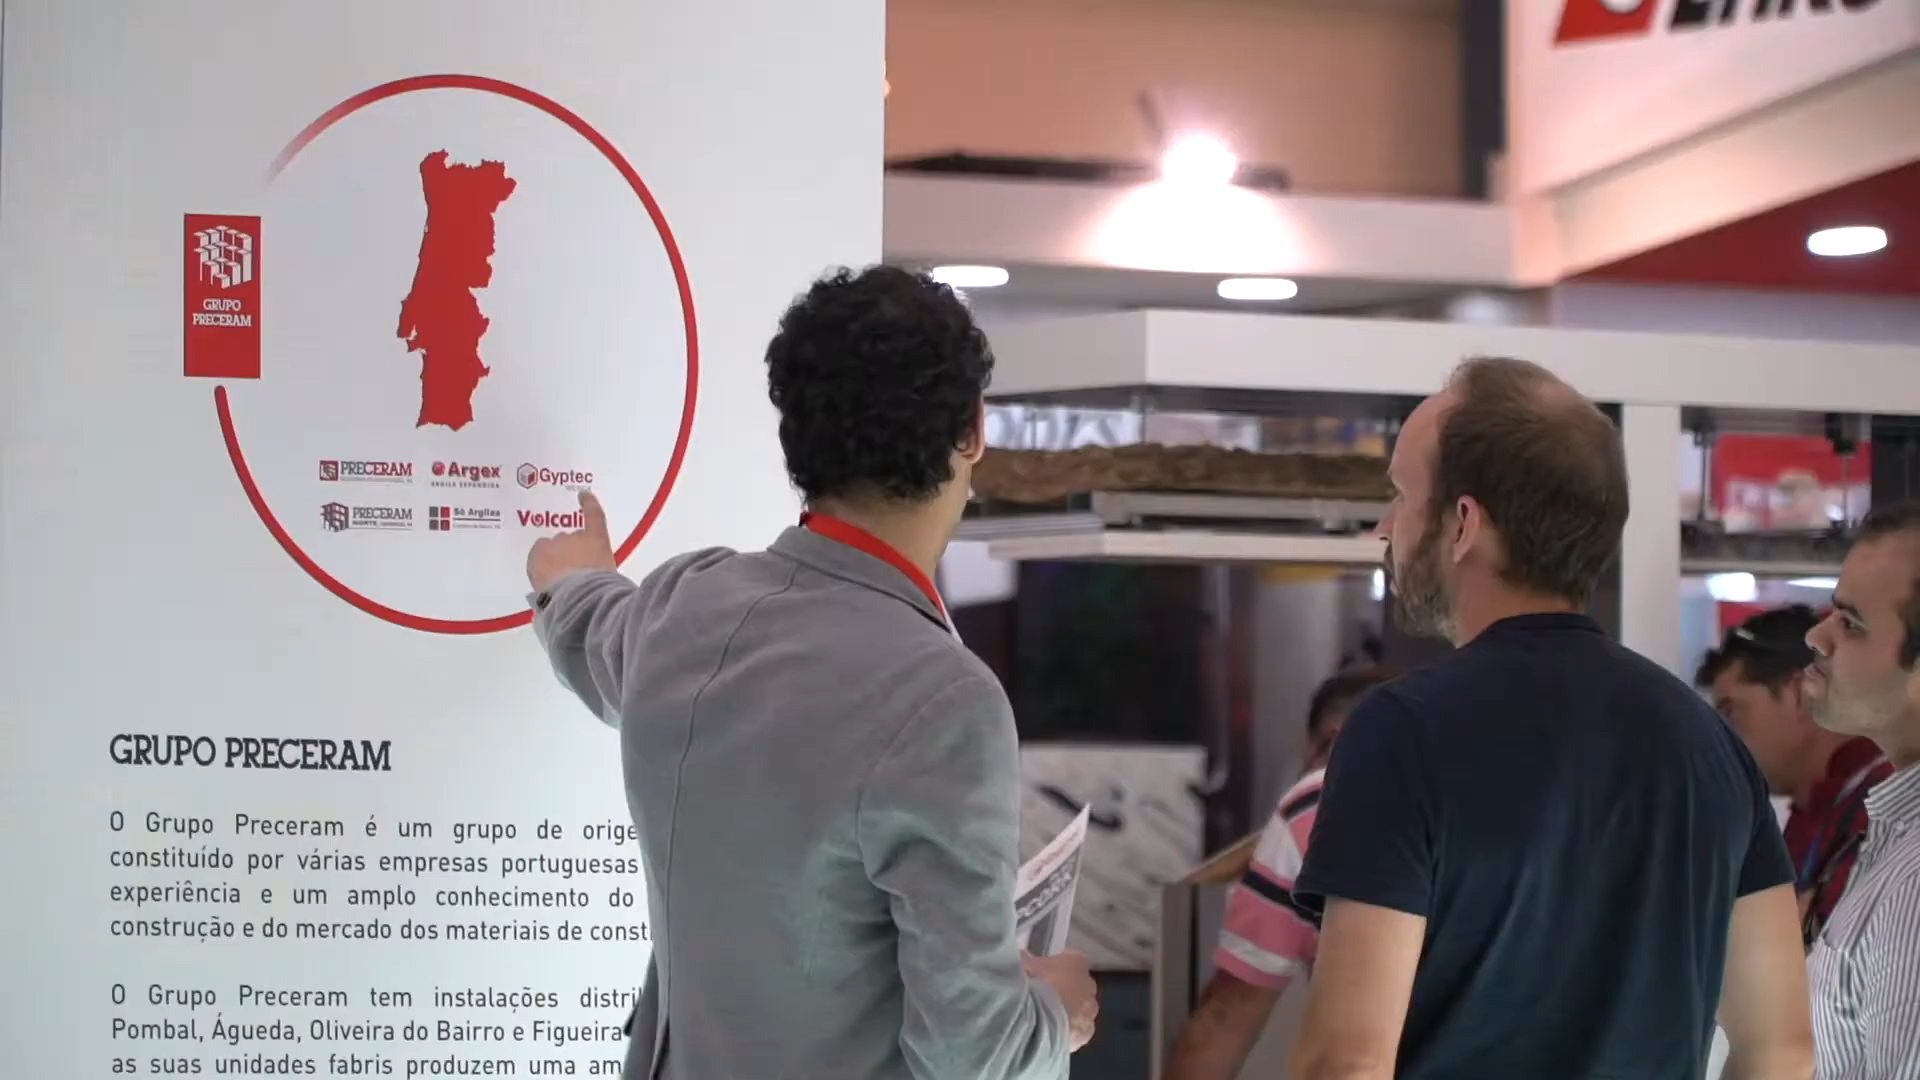 GRUPO
PRECERAM
PRECERAM
Argex
ARGILA EXPANDIDA
Gyptec
PRECERAM
NORTE
Só Argilas
Volcali
GRUPO PRECERAM
O Grupo Preceram é um grupo de orige
constituído por várias empresas portuguesas
experiência e um amplo conhecimento do
construção e do mercado dos materiais de const
O Grupo Preceram tem instalações distri
Pombal, Águeda, Oliveira do Bairro e Figueira
as suas unidades fabris produzem uma am